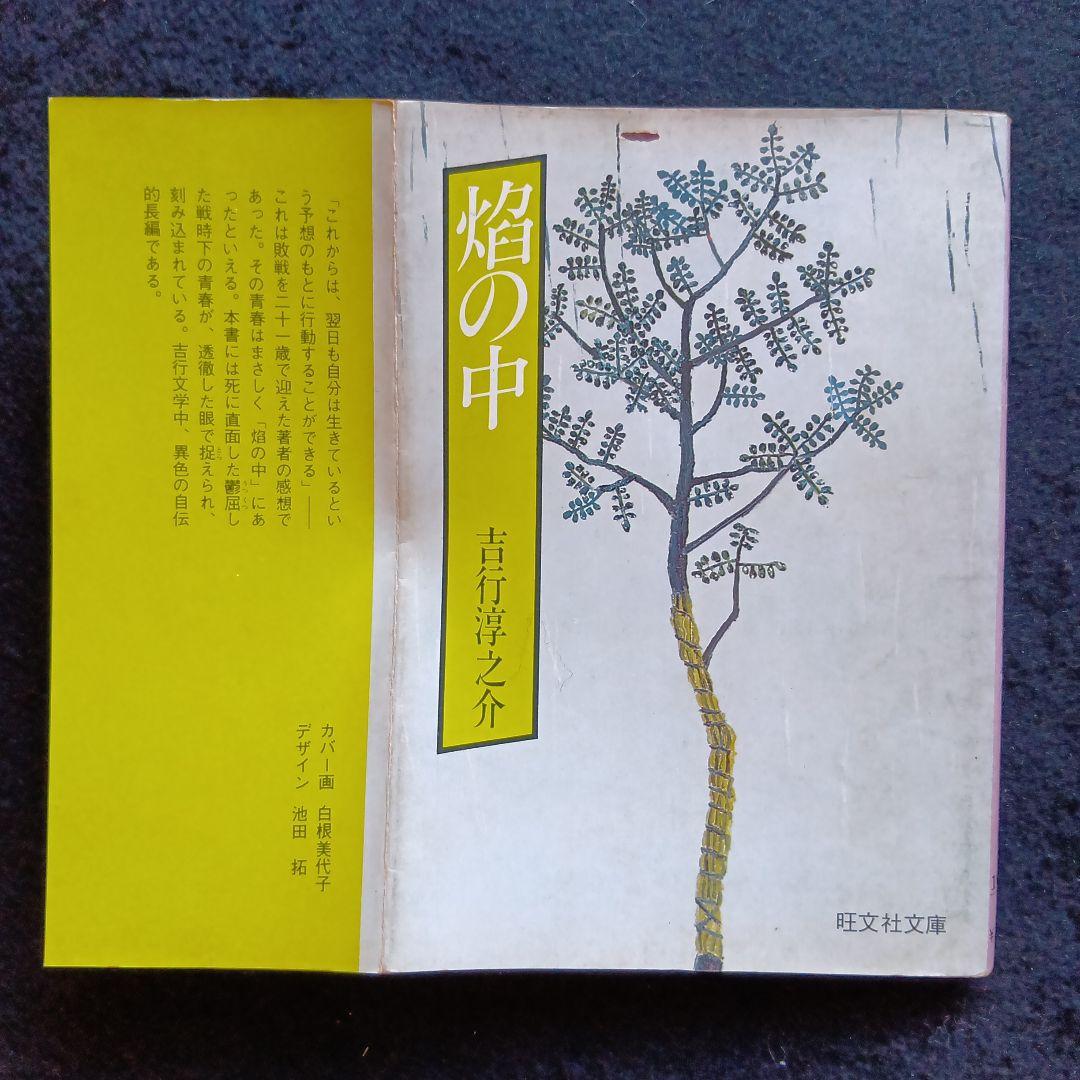 焔の中
吉行淳之介
旺文社文庫
「これからは、翌日も自分は生きているとい
う予想のもとに行動することができる」――
これは敗戦を二十一歳で迎えた著者の感想で
あった。その青春はまさしく「焔の中」にあ
ったといえる。本書には死に直面した鬱屈し
うっくつ
た戦時下の青春が、透徹した眼で捉えられ、
とら
刻み込まれている。吉行文学中、異色の自伝
的長編である。
カバー画 白根美代子
デザイン 池田 拓